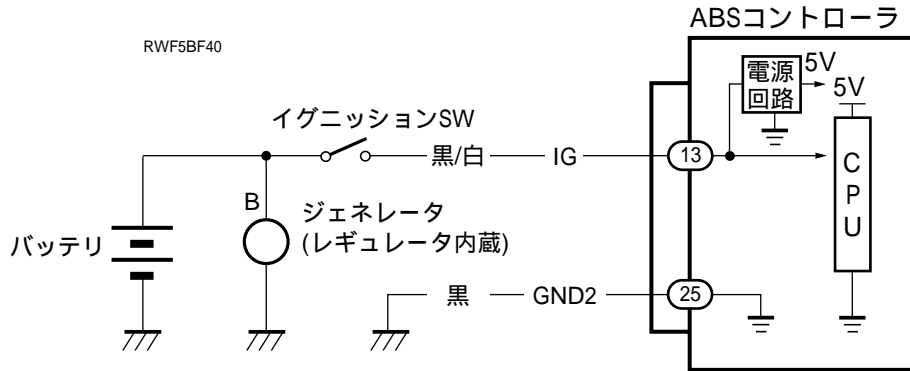 ABSコントローラ
RWF5BF40
電源
回路
5V
5V
イグニッションSW
黒/白
IG
13
CPU
B
ジェネレータ
(レギュレータ内蔵)
バッテリ
黒
GND2
25